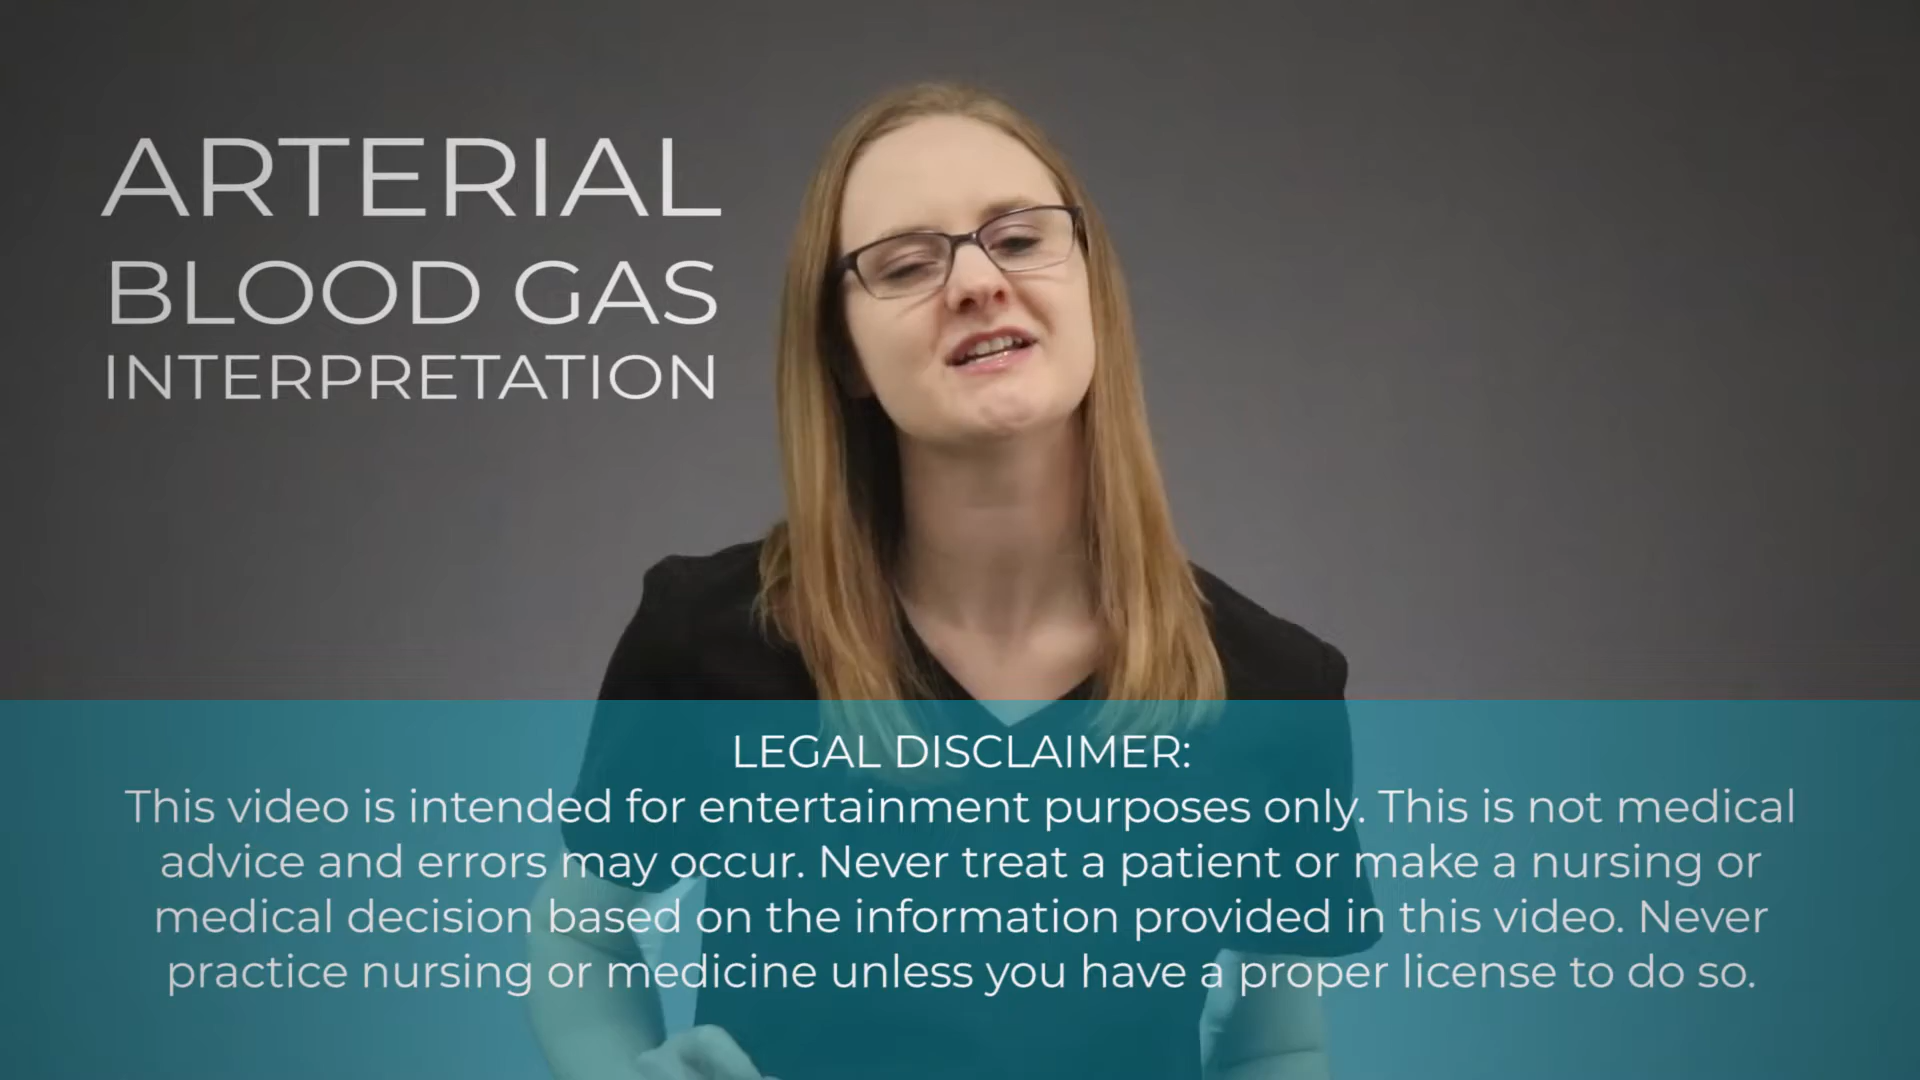 ARTERIAL
BLOOD GAS
INTERPRETATION
LEGAL DISCLAIMER:
This video is intended for entertainment purposes only. This is not medical
advice and errors may occur. Never treat a patient or make a nursing or
medical decision based on the information provided in this video. Never
practice nursing or medicine unless you have a proper license to do so.